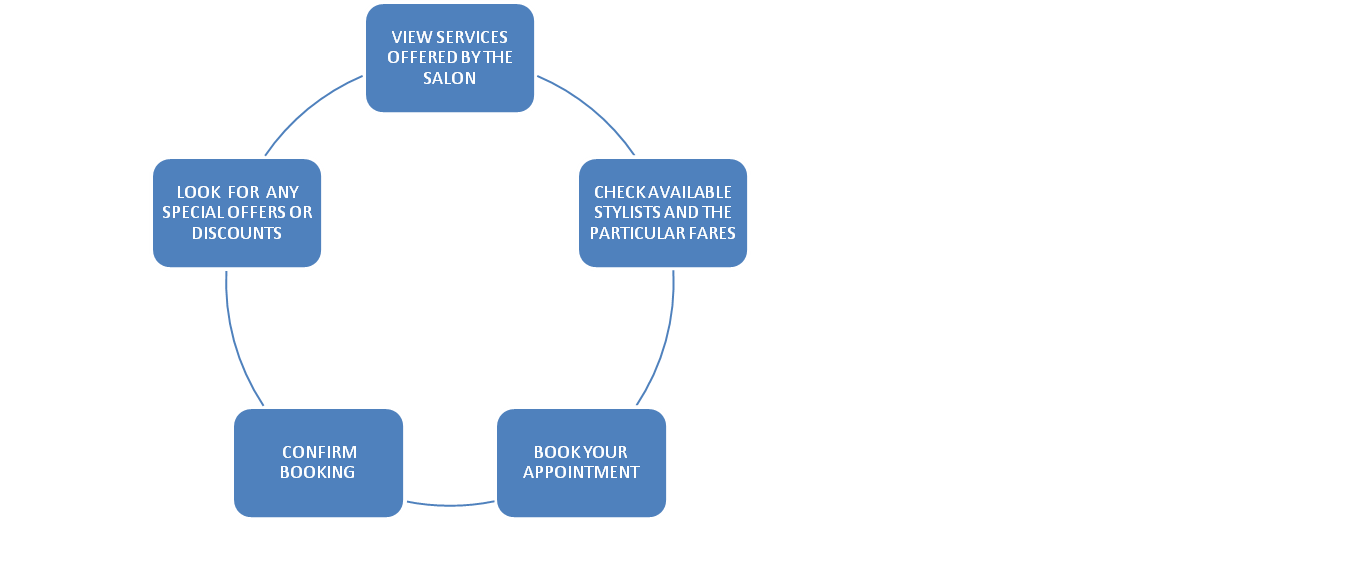 VIEW SERVICES
OFFERED BY THE
SALON
CHECK AVAILABLE
STYLISTS AND THE
PARTICULAR FARES
BOOK YOUR
APPOINTMENT
CONFIRM
BOOKING
LOOK FOR ANY
SPECIAL OFFERS OR
DISCOUNTS